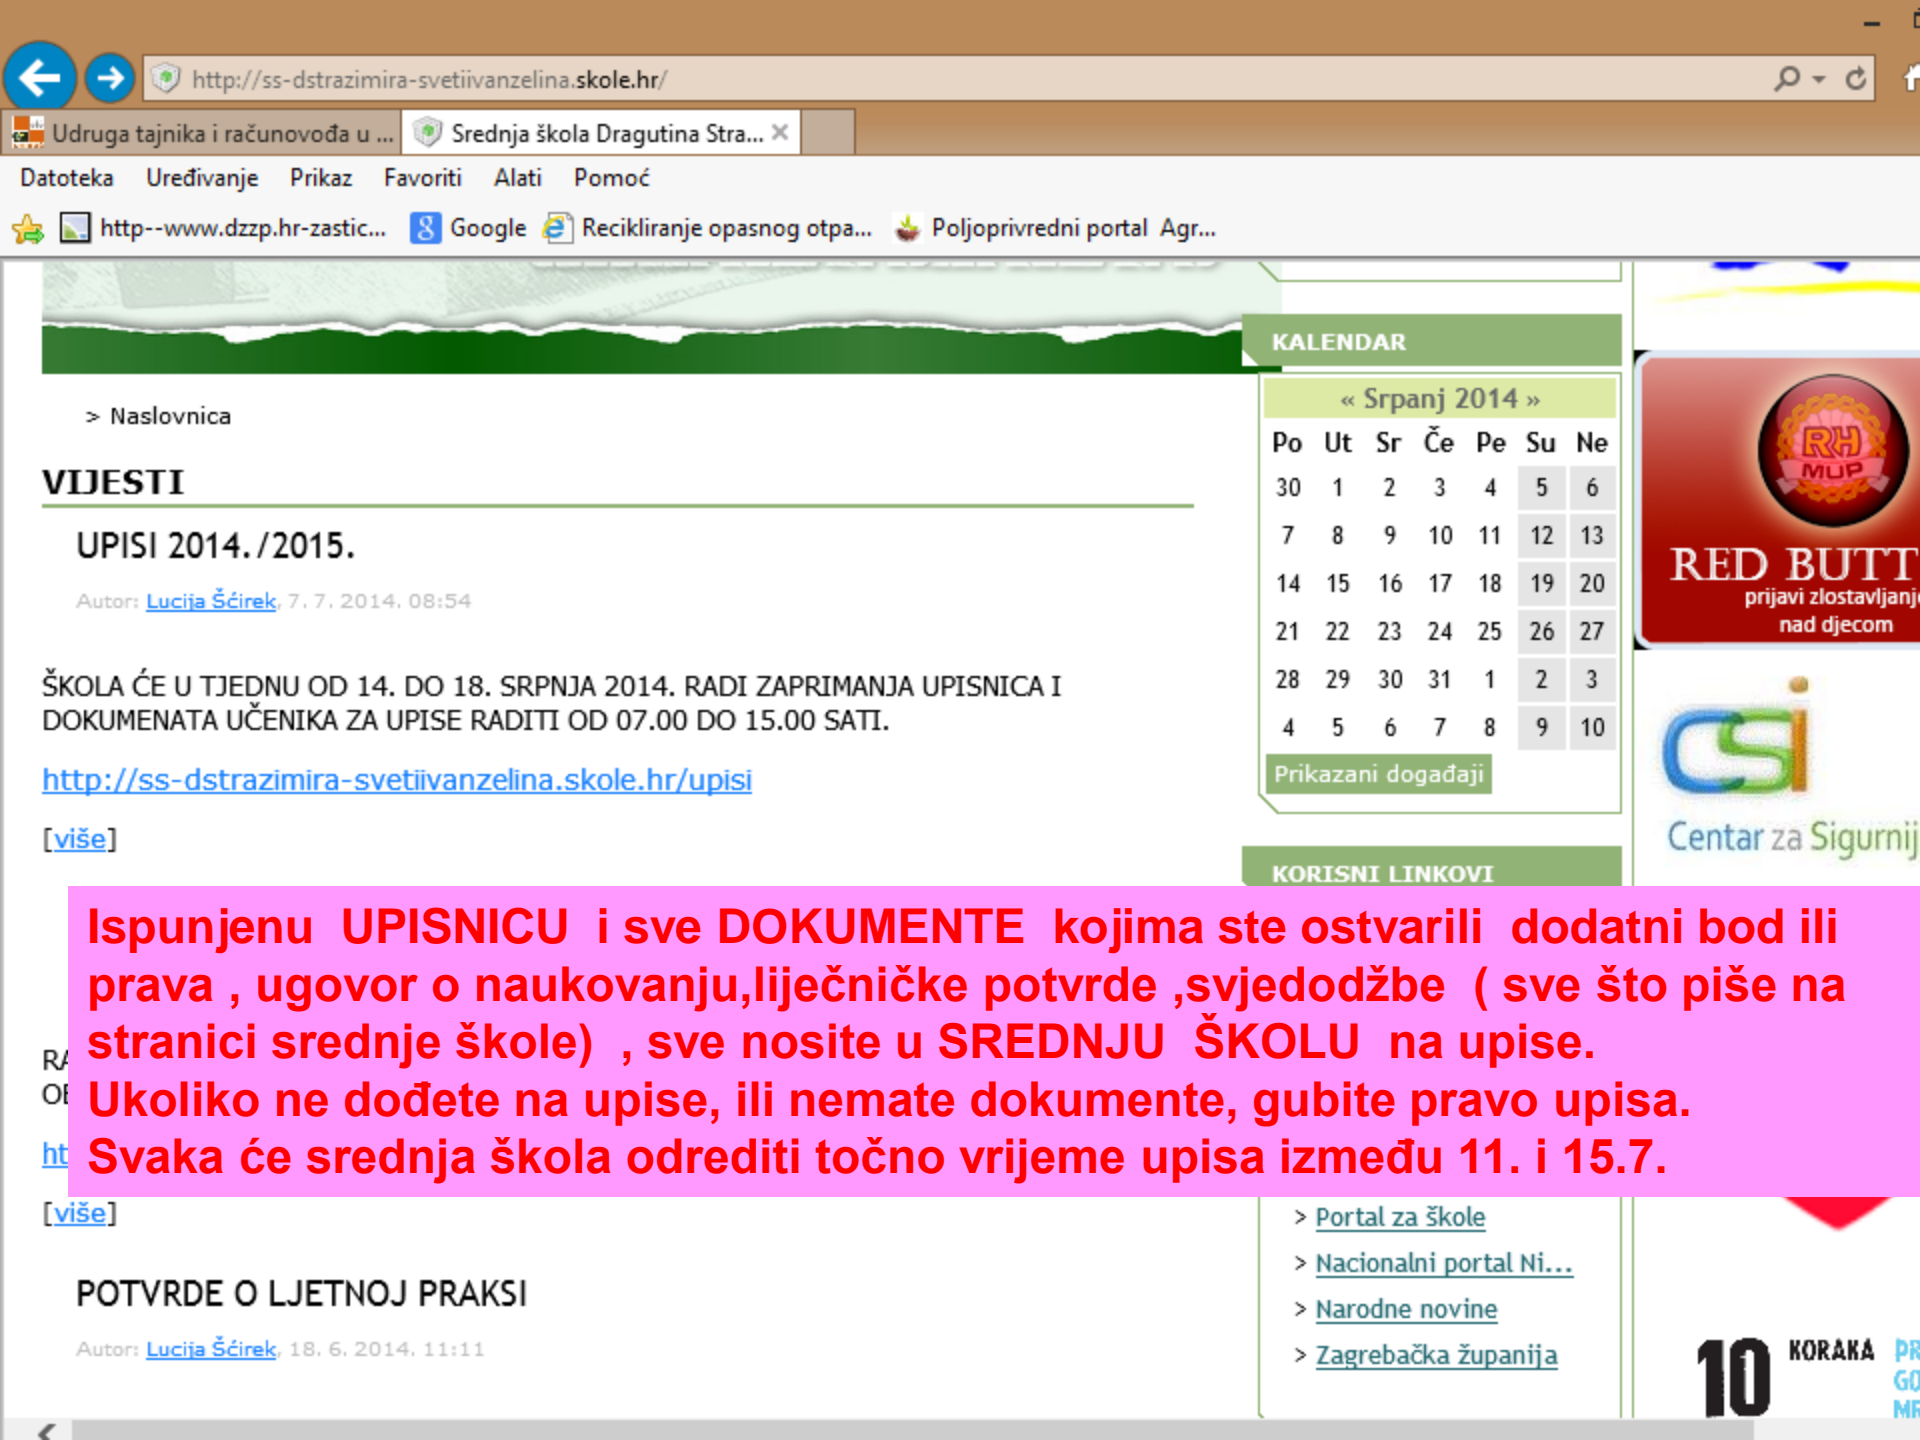 http://ss-dstrazimira-svetiivanzelina.skole.hr/
Udruga tajnika i računovođa u ...
Srednja škola Dragutina Stra...
Datoteka Uređivanje Prikaz Favoriti Alati Pomoć
http--www.dzzp.hr-zastic... Google Recikliranje opasnog otpa... Poljoprivredni portal Agr...
> Naslovnica
VIJESTI
UPISI 2014./2015.
Autor: Lucija Šćirek, 7. 7. 2014. 08:54
ŠKOLA ĆE U TJEDNU OD 14. DO 18. SRPNJA 2014. RADI ZAPRIMANJA UPISNICA I
DOKUMENATA UČENIKA ZA UPISE RADITI OD 07.00 DO 15.00 SATI.
http://ss-dstrazimira-svetiivanzelina.skole.hr/upisi
[više]
Ispunjenu UPISNICU i sve DOKUMENTE kojima ste ostvarili dodatni bod ili
prava , ugovor o naukovanju,liječničke potvrde ,svjedodžbe ( sve što piše na
stranici srednje škole) , sve nosite u SREDNJU ŠKOLU na upise.
Ukoliko ne dođete na upise, ili nemate dokumente, gubite pravo upisa.
Svaka će srednja škola odrediti točno vrijeme upisa između 11. i 15.7.
[više]
POTVRDE O LJETNOJ PRAKSI
Autor: Lucija Šćirek, 18. 6. 2014. 11:11
KALENDAR
« Srpanj 2014 »
Po Ut Sr Če Pe Su Ne
30 1 2 3 4 5 6
7 8 9 10 11 12 13
14 15 16 17 18 19 20
21 22 23 24 25 26 27
28 29 30 31 1 2 3
4 5 6 7 8 9 10
Prikazani događaji
KORISNI LINKOVI
> Portal za škole
> Nacionalni portal Ni...
> Narodne novine
> Zagrebačka županija
RH
MUP
RED BUTT
prijavi zlostavljanj
nad djecom
csi
Centar za Sigurnij
10 KORAKA